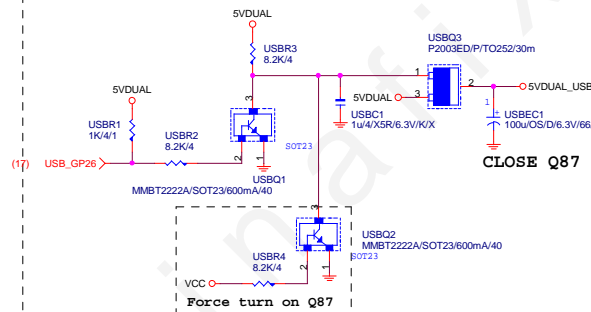 5VDUAL
USBQ3
P2003ED/P/TO252/30m
USBR3
8.2K/4
5VDUAL
1
2
5VDUAL_USB
3
5VDUAL
3
USBR1
1K/4/1
USBR2
8.2K/4
USBC1
1u/4/X5R/6.3V/K/X
1
+
USBEC1
100u/OS/D/6.3V/66
SOT23
CLOSE Q87
(17)
USB_GP26
2
1
USBQ1
MMBT2222A/SOT23/600mA/40
3
USBQ2
MMBT2222A/SOT23/600mA/40
SOT23
USBR4
8.2K/4
2
1
VCC
Force turn on Q87